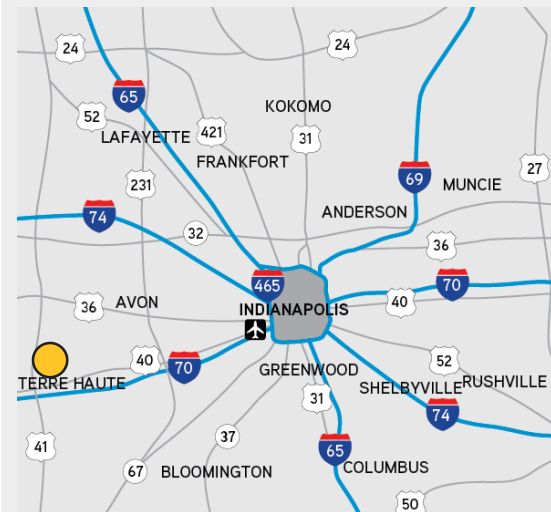 24
24
65
KOKOMO
52
LAFAYETTE
421
31
FRANKFORT
27
231
69
MUNCIE
74
ANDERSON
32
36
465
70
36
AVON
INDIANAPOLIS
40
40
70
GREENWOOD
52
TERRE HAUTE
SHELBYVILLE
RUSHVILLE
31
74
41
37
65
67
BLOOMINGTON
COLUMBUS
50